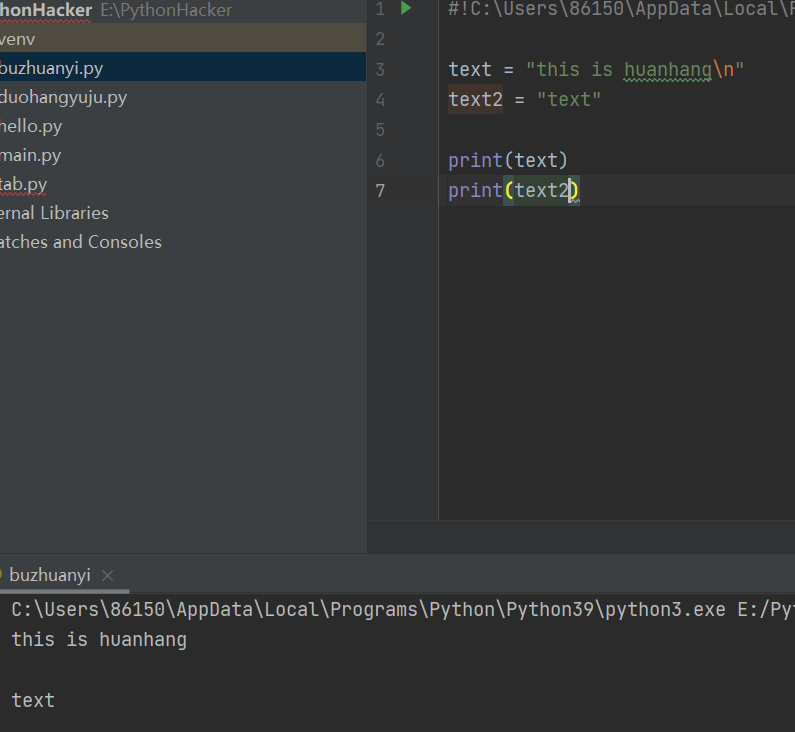 honHacker E:\PythonHacker
venv
buzhuanyi.py
duohangyuju.py
hello.py
main.py
tab.py
ernal Libraries
atches and Consoles
1 #!C:\Users\86150\AppData\Local\P
2
3 text = "this is huanhang\n"
4 text2 = "text"
5
6 print(text)
7 print(text2)
buzhuanyi
C:\Users\86150\AppData\Local\Programs\Python\Python39\python3.exe E:/Py
this is huanhang
text